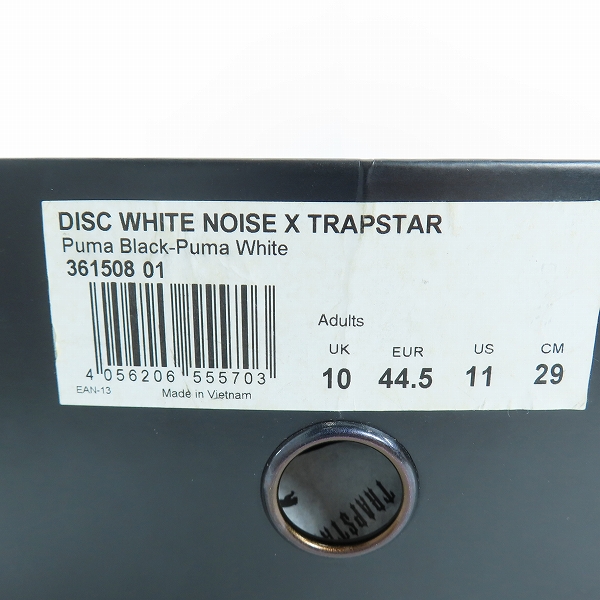 DISC WHITE NOISE X TRAPSTAR
Puma Black-Puma White
361508 01
4 056206 555703
EAN-13
Made in Vietnam
Adults
UK EUR US CM
10 44.5 11 29